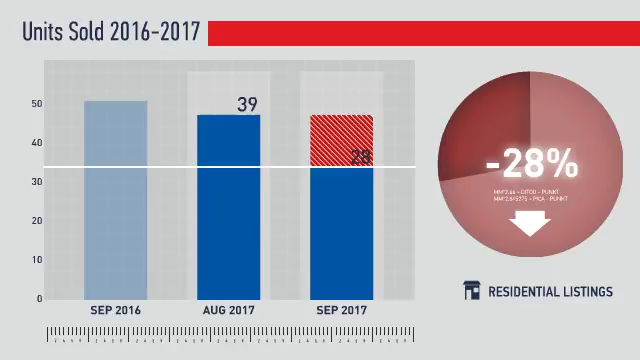 Units Sold 2016-2017
50
40
30
20
10
0
39
28
SEP 2016
AUG 2017
SEP 2017
-28%
RESIDENTIAL LISTINGS